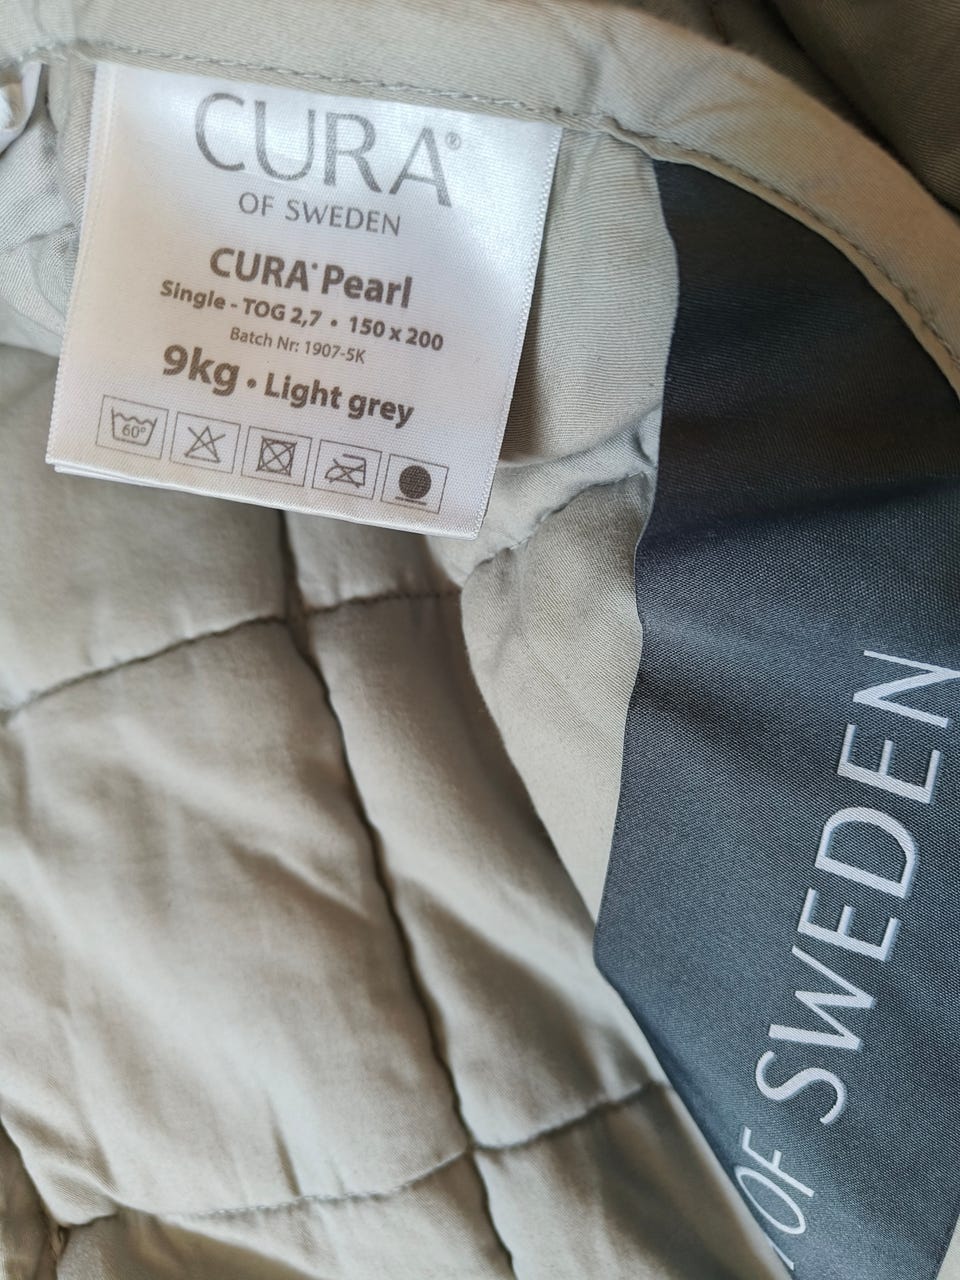 CURA®
OF SWEDEN
CURA® Pearl
Single - TOG 2,7 • 150 x 200
Batch Nr: 1907-5K
9kg • Light grey
60°
OF SWEDEN